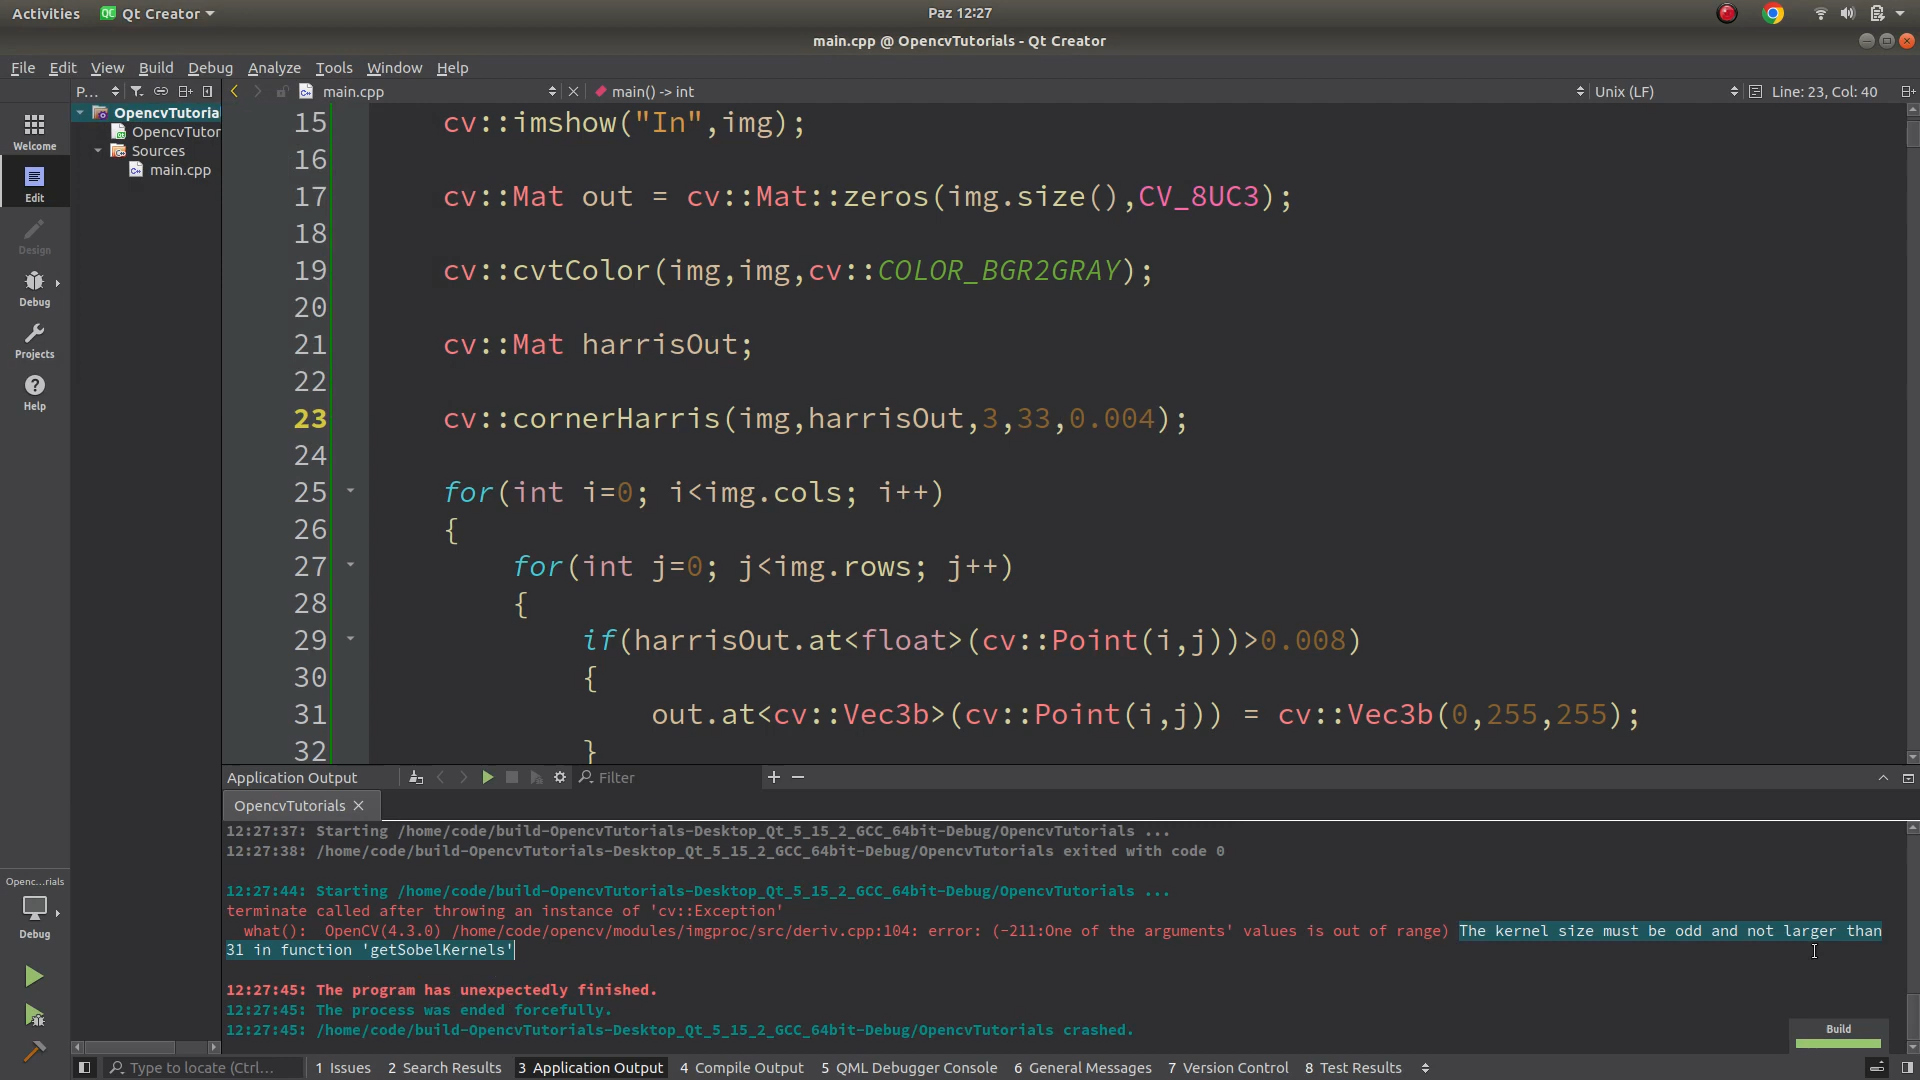 Activities Qt Creator Paz 12:27
main.cpp @ OpencvTutorials - Qt Creator
File Edit View Build Debug Analyze Tools Window Help
P... main.cpp main() -> int Unix (LF) Line: 23, Col: 40
OpencvTutoria
OpencvTutor
Sources
main.cpp
Welcome
Edit
Design
Debug
Projects
Help
15 cv::imshow("In",img);
16
17 cv::Mat out = cv::Mat::zeros(img.size(),CV_8UC3);
18
19 cv::cvtColor(img,img,cv::COLOR_BGR2GRAY);
20
21 cv::Mat harrisOut;
22
23 cv::cornerHarris(img,harrisOut,3,33,0.004);
24
25 for(int i=0; i<img.cols; i++)
26 {
27 for(int j=0; j<img.rows; j++)
28 {
29 if(harrisOut.at<float>(cv::Point(i,j))>0.008)
30 {
31 out.at<cv::Vec3b>(cv::Point(i,j)) = cv::Vec3b(0,255,255);
32 }
Application Output Filter
OpencvTutorials
12:27:37: Starting /home/code/build-OpencvTutorials-Desktop_Qt_5_15_2_GCC_64bit-Debug/OpencvTutorials ...
12:27:38: /home/code/build-OpencvTutorials-Desktop_Qt_5_15_2_GCC_64bit-Debug/OpencvTutorials exited with code 0
12:27:44: Starting /home/code/build-OpencvTutorials-Desktop_Qt_5_15_2_GCC_64bit-Debug/OpencvTutorials ...
terminate called after throwing an instance of 'cv::Exception'
what(): OpenCV(4.3.0) /home/code/opencv/modules/imgproc/src/deriv.cpp:104: error: (-211:One of the arguments' values is out of range) The kernel size must be odd and not larger than
31 in function 'getSobelKernels'
12:27:45: The program has unexpectedly finished.
12:27:45: The process was ended forcefully.
12:27:45: /home/code/build-OpencvTutorials-Desktop_Qt_5_15_2_GCC_64bit-Debug/OpencvTutorials crashed.
Openc...rials
Debug
Build
Type to locate (Ctrl... 1 Issues 2 Search Results 3 Application Output 4 Compile Output 5 QML Debugger Console 6 General Messages 7 Version Control 8 Test Results